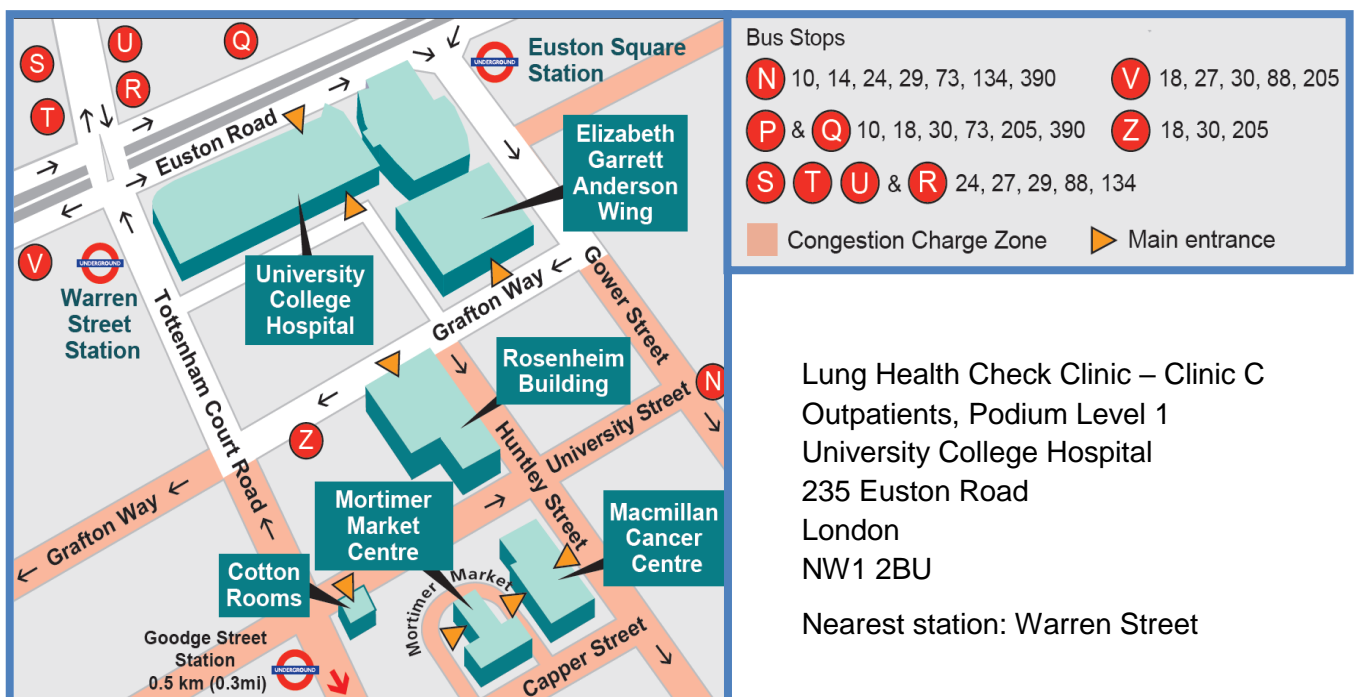 S
U
Q
T
R
UNDERGROUND
Euston Square
Station
Euston Road
Elizabeth
Garrett
Anderson
Wing
V
UNDERGROUND
Warren
Street
Station
University
College
Hospital
Tottenham Court Road
Grafton Way
Gower Street
Rosenheim
Building
N
Z
Huntley Street
University Street
Grafton Way
Mortimer
Market
Centre
Macmillan
Cancer
Centre
Cotton
Rooms
Mortimer Market
Goodge Street
Station
0.5 km (0.3mi)
UNDERGROUND
Capper Street
Bus Stops
N 10, 14, 24, 29, 73, 134, 390
V 18, 27, 30, 88, 205
P & Q 10, 18, 30, 73, 205, 390
Z 18, 30, 205
S T U & R 24, 27, 29, 88, 134
Congestion Charge Zone
Main entrance
Lung Health Check Clinic – Clinic C
Outpatients, Podium Level 1
University College Hospital
235 Euston Road
London
NW1 2BU
Nearest station: Warren Street